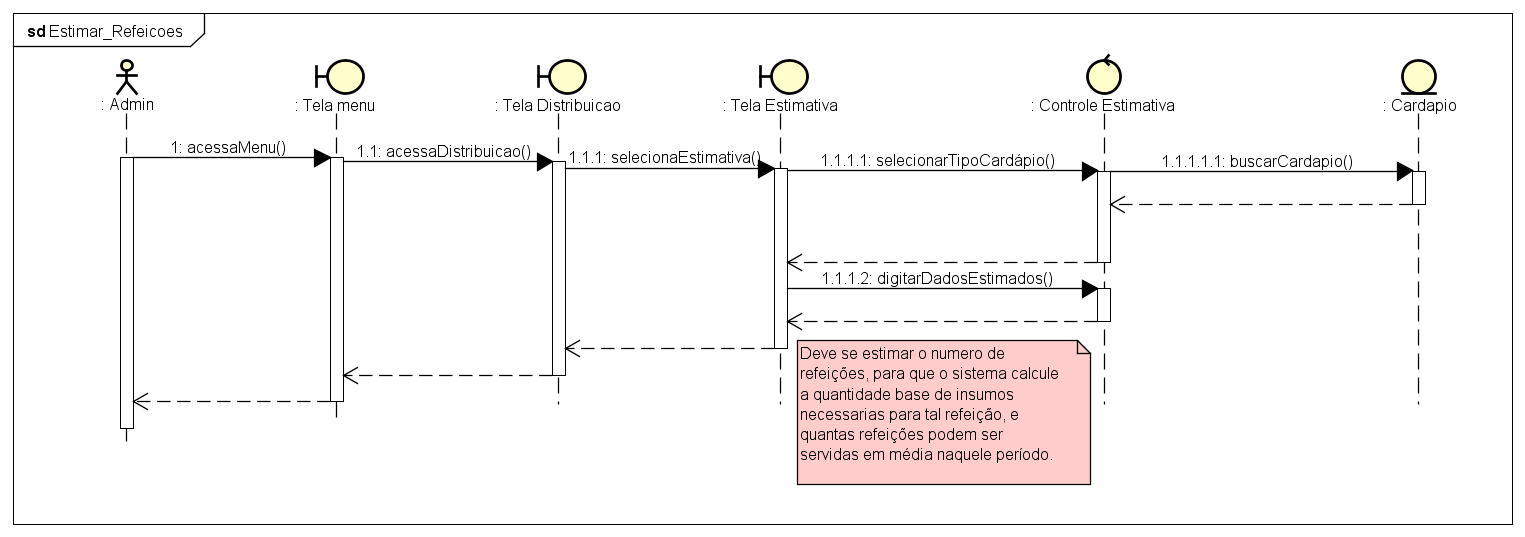 sd Estimar_Refeicoes
: Admin
: Tela menu
: Tela Distribuicao
: Tela Estimativa
: Controle Estimativa
: Cardapio
1: acessaMenu()
1.1: acessaDistribuicao()
1.1.1: selecionaEstimativa()
1.1.1.1: selecionarTipoCardápio()
1.1.1.1.1: buscarCardapio()
1.1.1.2: digitarDadosEstimados()
Deve se estimar o numero de
refeições, para que o sistema calcule
a quantidade base de insumos
necessarias para tal refeição, e
quantas refeições podem ser
servidas em média naquele período.